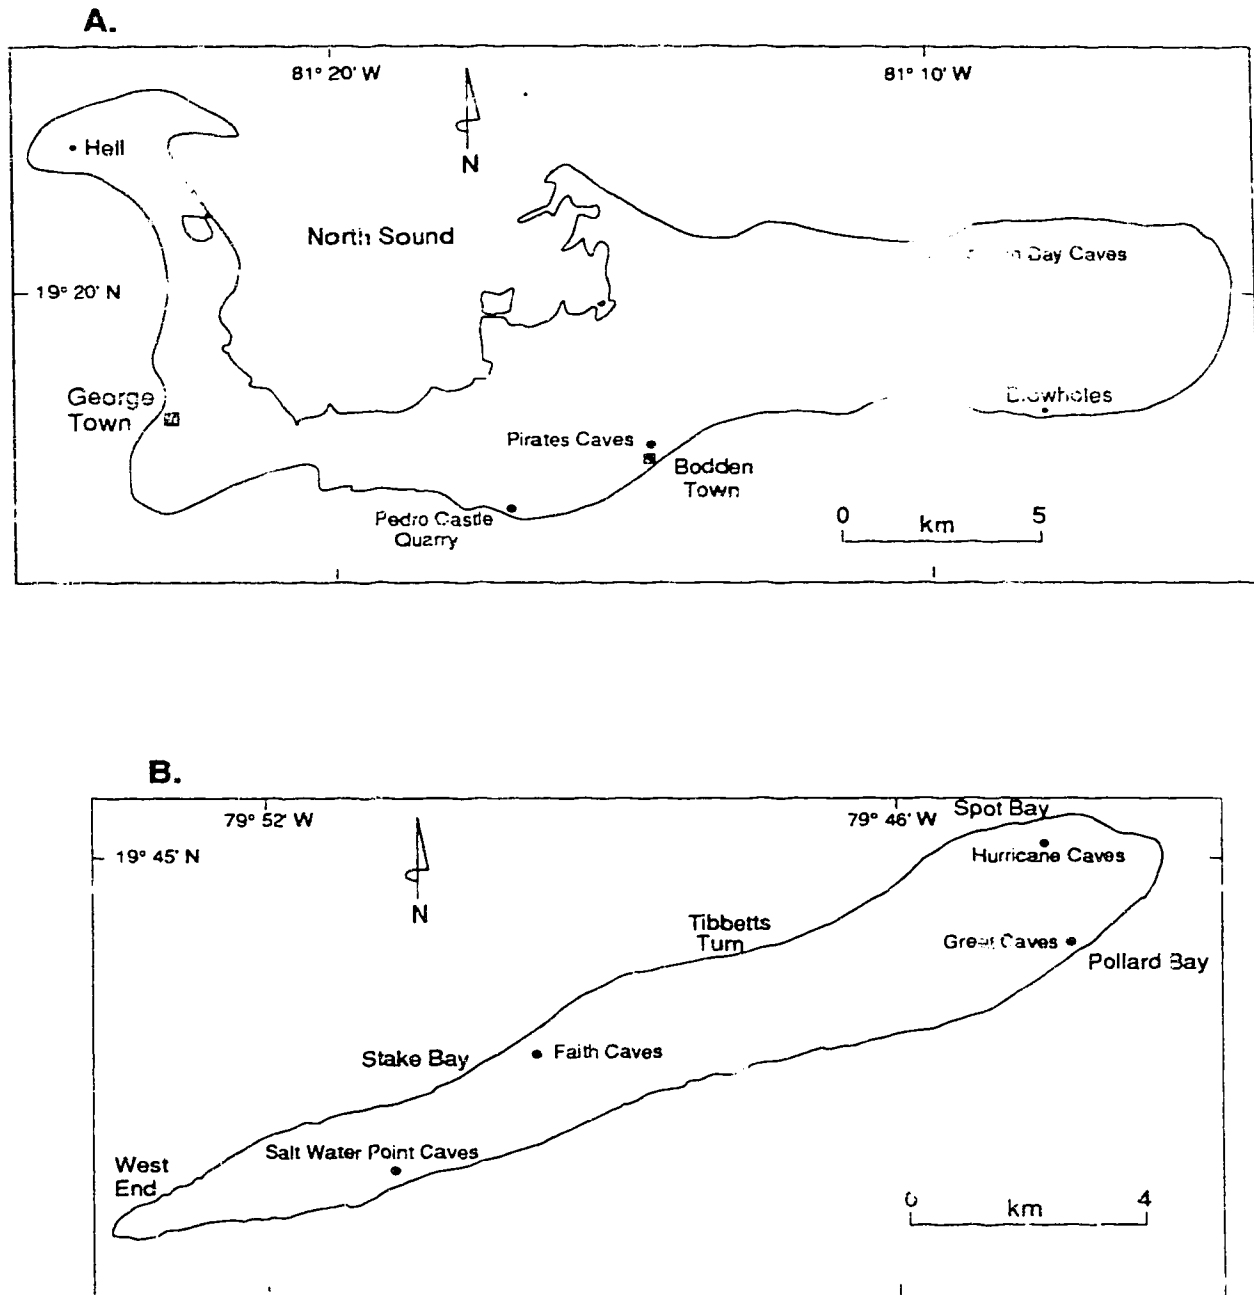 A.
81° 20' W
81° 10' W
Hell
N
North Sound
Bay Caves
19° 20' N
George
Town
Blowholes
Pirates Caves
Bodden
Town
Pedro Castle
Quarry
0 5
km
B.
79° 52' W
79° 46' W
Spot Bay
19° 45' N
Hurricane Caves
N
Tibbetts
Turn
Great Caves
Pollard Bay
Stake Bay
Faith Caves
Salt Water Point Caves
West
End
0 4
km